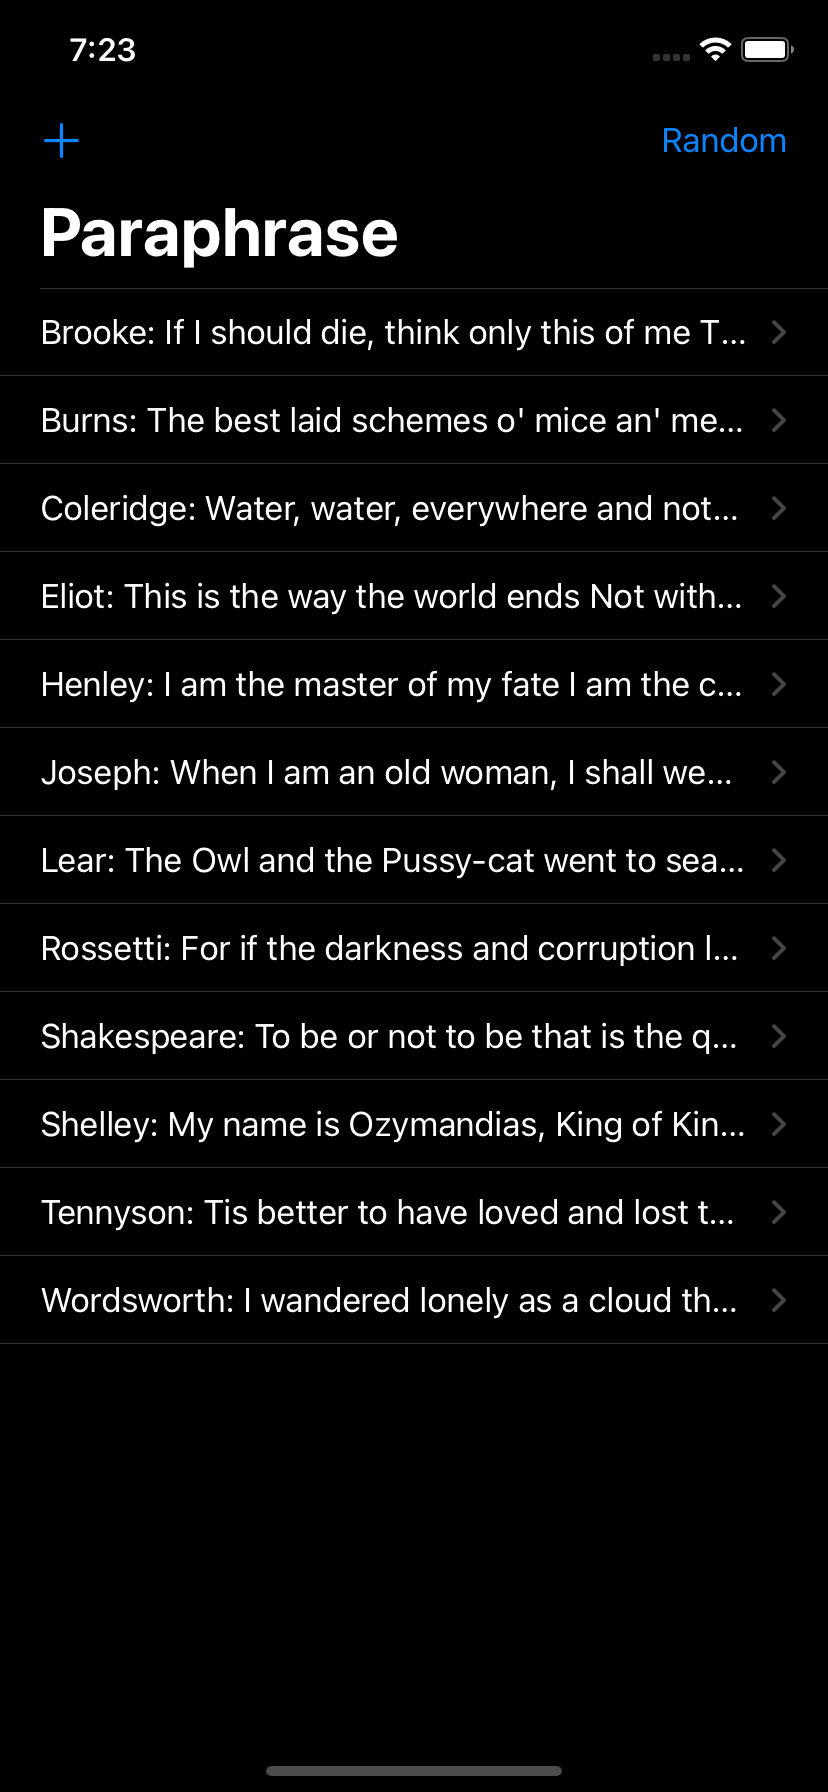 7:23
Random
Paraphrase
Brooke: If I should die, think only this of me T...
Burns: The best laid schemes o' mice an' me...
Coleridge: Water, water, everywhere and not...
Eliot: This is the way the world ends Not with...
Henley: I am the master of my fate I am the c...
Joseph: When I am an old woman, I shall we...
Lear: The Owl and the Pussy-cat went to sea...
Rossetti: For if the darkness and corruption l...
Shakespeare: To be or not to be that is the q...
Shelley: My name is Ozymandias, King of Kin...
Tennyson: Tis better to have loved and lost t...
Wordsworth: I wandered lonely as a cloud th...